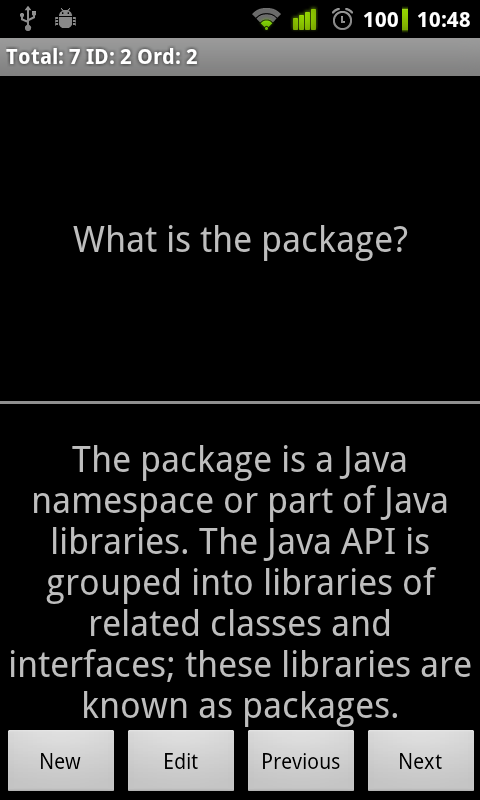 100 10:48
Total: 7 ID: 2 Ord: 2
What is the package?
The package is a Java
namespace or part of Java
libraries. The Java API is
grouped into libraries of
related classes and
interfaces; these libraries are
known as packages.
New Edit Previous Next